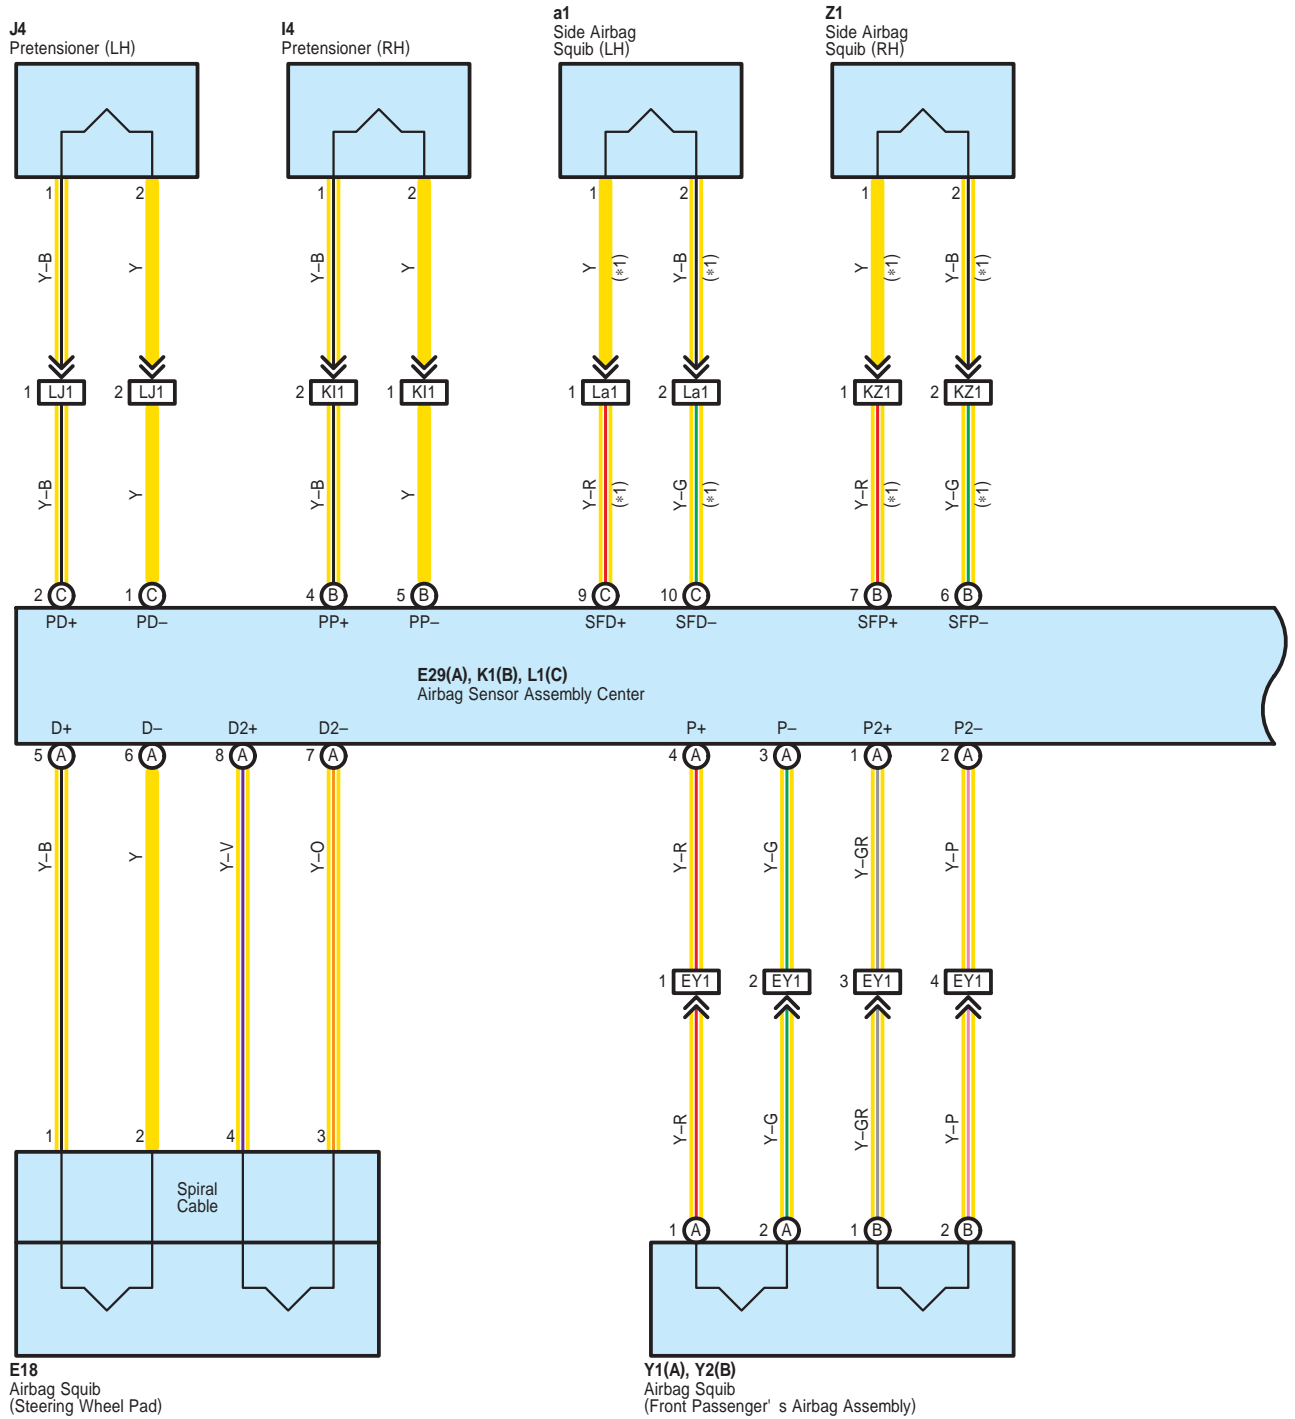 J4
Pretensioner (LH)
I4
Pretensioner (RH)
a1
Side Airbag
Squib (LH)
Z1
Side Airbag
Squib (RH)
1 2 1 2 1 2 1 2
Y–B Y Y–B Y Y (*1) Y–B (*1) Y (*1) Y–B (*1)
1 LJ1 2 LJ1 2 KI1 1 KI1 1 La1 2 La1 1 KZ1 2 KZ1
Y–B Y Y–B Y Y–R (*1) Y–G (*1) Y–R (*1) Y–G (*1)
2 C 1 C 4 B 5 B 9 C 10 C 7 B 6 B
PD+ PD– PP+ PP– SFD+ SFD– SFP+ SFP–
E29(A), K1(B), L1(C)
Airbag Sensor Assembly Center
D+ D– D2+ D2– P+ P– P2+ P2–
5 A 6 A 8 A 7 A 4 A 3 A 1 A 2 A
Y–B Y Y–V Y–O Y–R Y–G Y–GR Y–P
1 EY1 2 EY1 3 EY1 4 EY1
Y–R Y–G Y–GR Y–P
1 2 4 3
Spiral
Cable
1 A 2 A 1 B 2 B
E18
Airbag Squib
(Steering Wheel Pad)
Y1(A), Y2(B)
Airbag Squib
(Front Passenger' s Airbag Assembly)